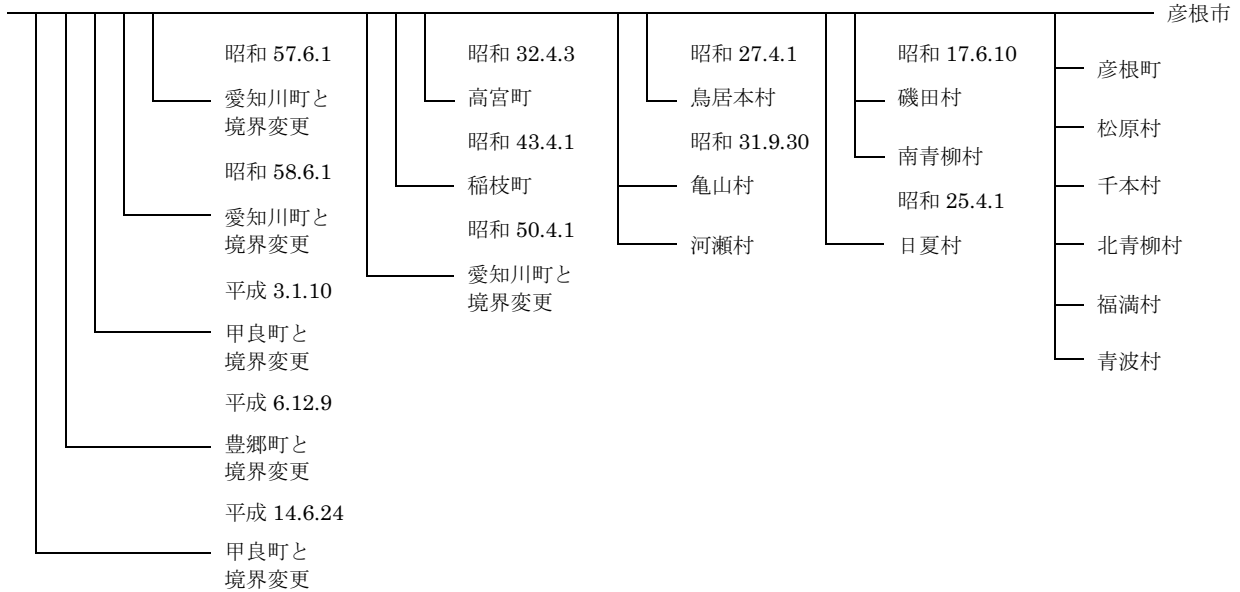 彦根市
彦根町
松原村
千本村
北青柳村
福満村
青波村
昭和 17.6.10
磯田村
南青柳村
昭和 25.4.1
日夏村
昭和 27.4.1
鳥居本村
昭和 31.9.30
亀山村
河瀬村
昭和 32.4.3
高宮町
昭和 43.4.1
稲枝町
昭和 50.4.1
愛知川町と
境界変更
昭和 57.6.1
愛知川町と
境界変更
昭和 58.6.1
愛知川町と
境界変更
平成 3.1.10
甲良町と
境界変更
平成 6.12.9
豊郷町と
境界変更
平成 14.6.24
甲良町と
境界変更